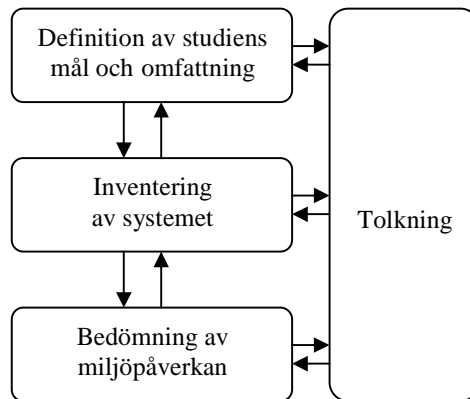 Definition av studiens
mål och omfattning
Inventering
av systemet
Tolkning
Bedömning av
miljöpåverkan